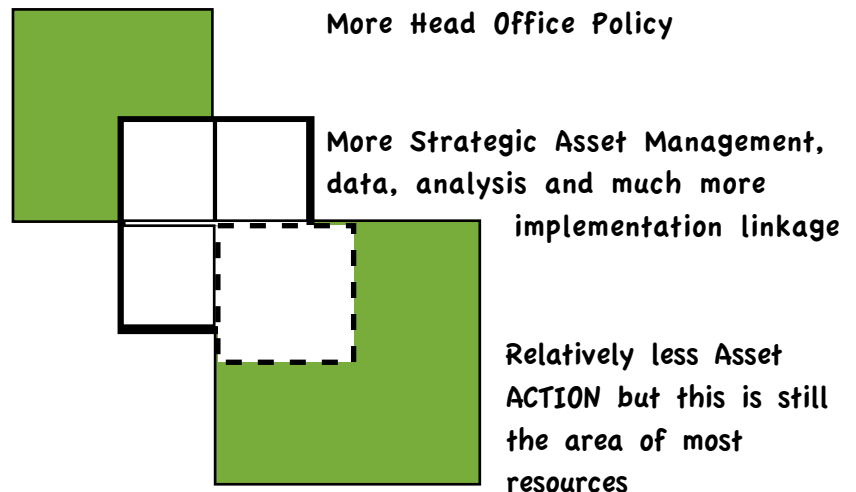 More Head Office Policy
More Strategic Asset Management,
data, analysis and much more
implementation linkage
Relatively less Asset
ACTION but this is still
the area of most
resources